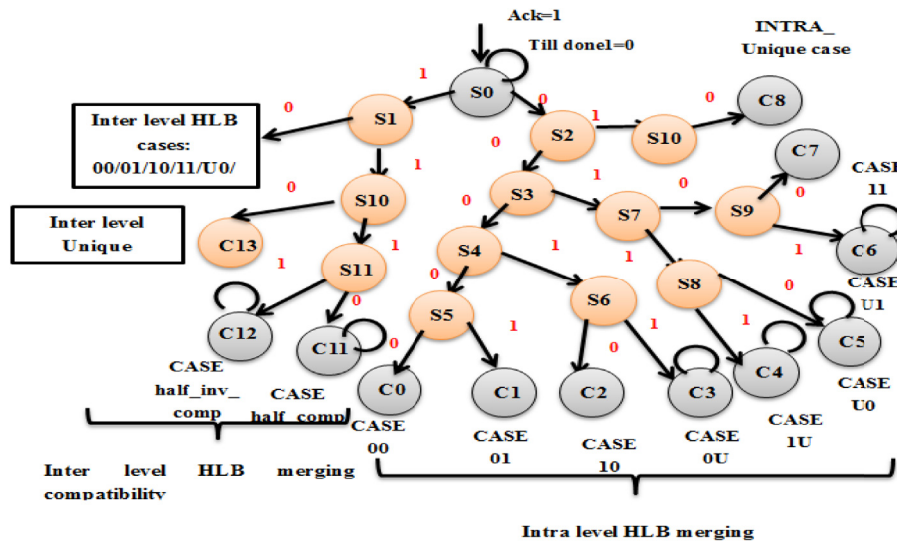 Ack=1
INTRA_
Unique case
Till done1=0
1
S0
0
0
1
0
C8
S1
S2
S10
Inter level HLB
cases:
00/01/10/11/U0/
1
0
C7
CASE
11
S10
S3
1
0
0
0
0
S7
S9
Inter level
Unique
C13
S4
1
1
C6
1
1
S11
0
1
S8
0
CASE
U1
0
S5
S6
C12
C11
0
1
0
1
1
C5
CASE
half_inv_
comp
CASE
half_comp
C0
C1
C2
C3
C4
CASE
00
CASE
01
CASE
10
CASE
0U
CASE
1U
CASE
U0
Inter level HLB merging
compatibility
Intra level HLB merging